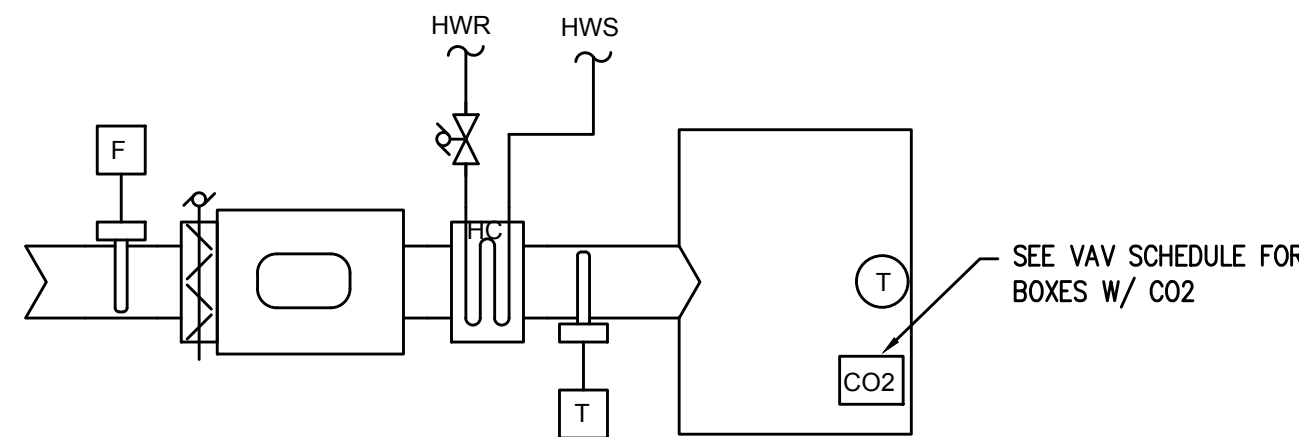 HWR
HWS
F
HC
T
SEE VAV SCHEDULE FOR
BOXES W/ CO2
CO2
T